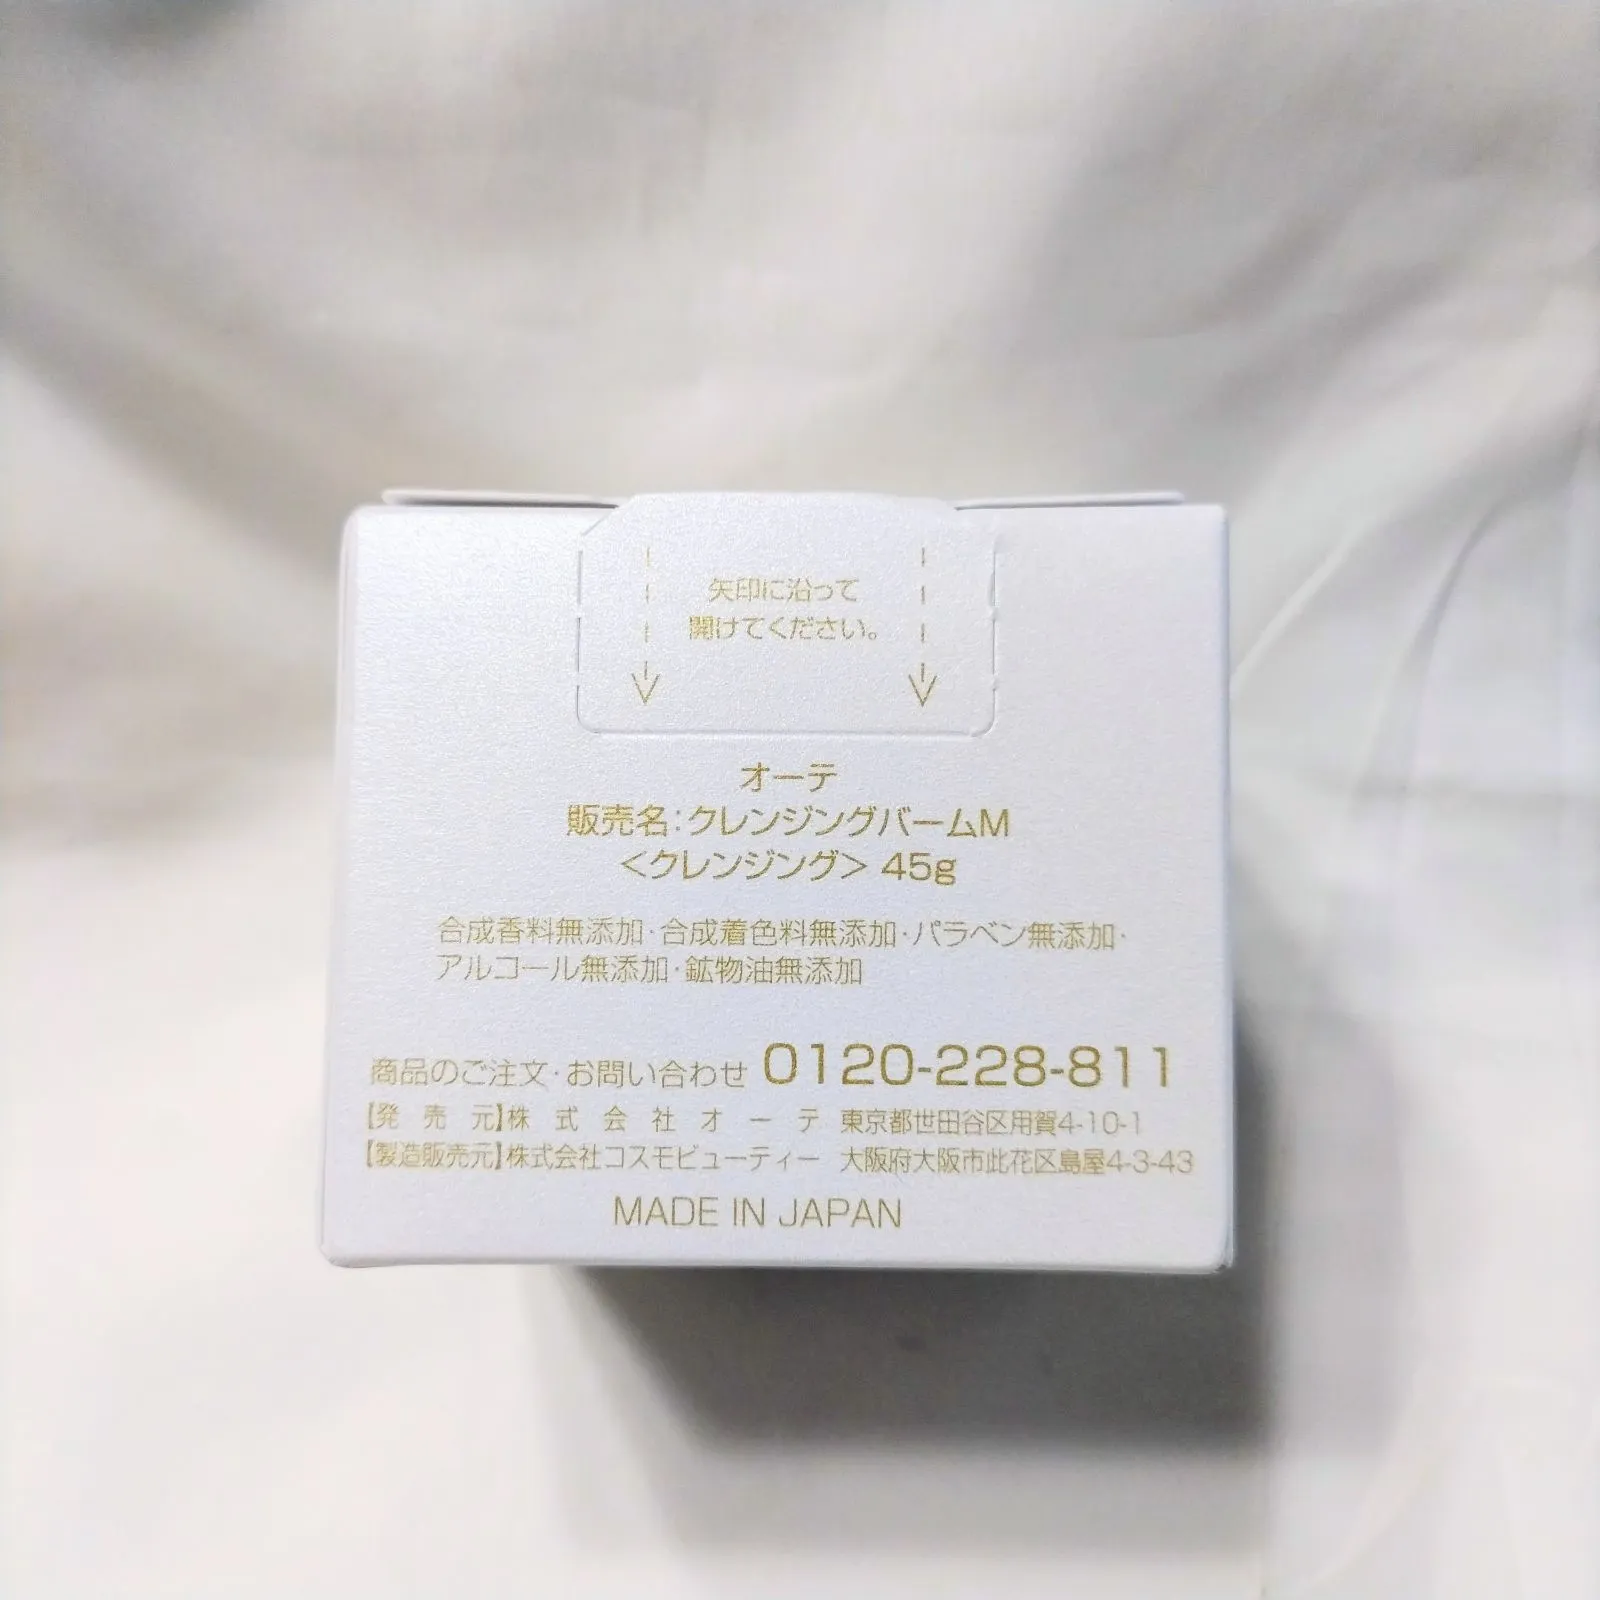 矢印に沿って
開けてください。
オーテ
販売名:クレンジングバームM
<クレンジング> 45g
合成香料無添加・合成着色料無添加・パラベン無添加・
アルコール無添加・鉱物油無添加
商品のご注文・お問い合わせ 0120-228-811
【発売元】株式会社オーテ 東京都世田谷区用賀4-10-1
【製造販売元】株式会社コスモビューティー 大阪府大阪市此花区島屋4-3-43
MADE IN JAPAN